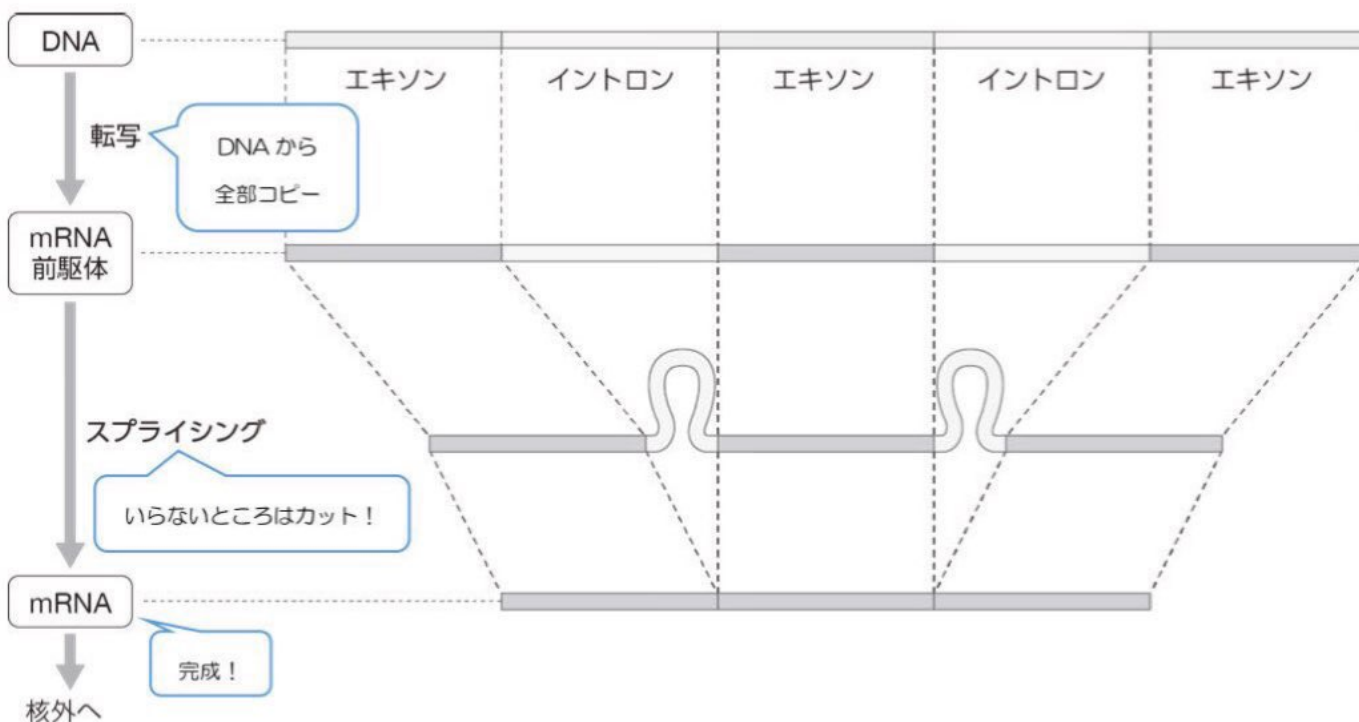 DNA
エキソン
イントロン
エキソン
イントロン
エキソン
転写
DNA から
全部コピー
mRNA
前駆体
スプライシング
いらないところはカット！
mRNA
完成！
核外へ